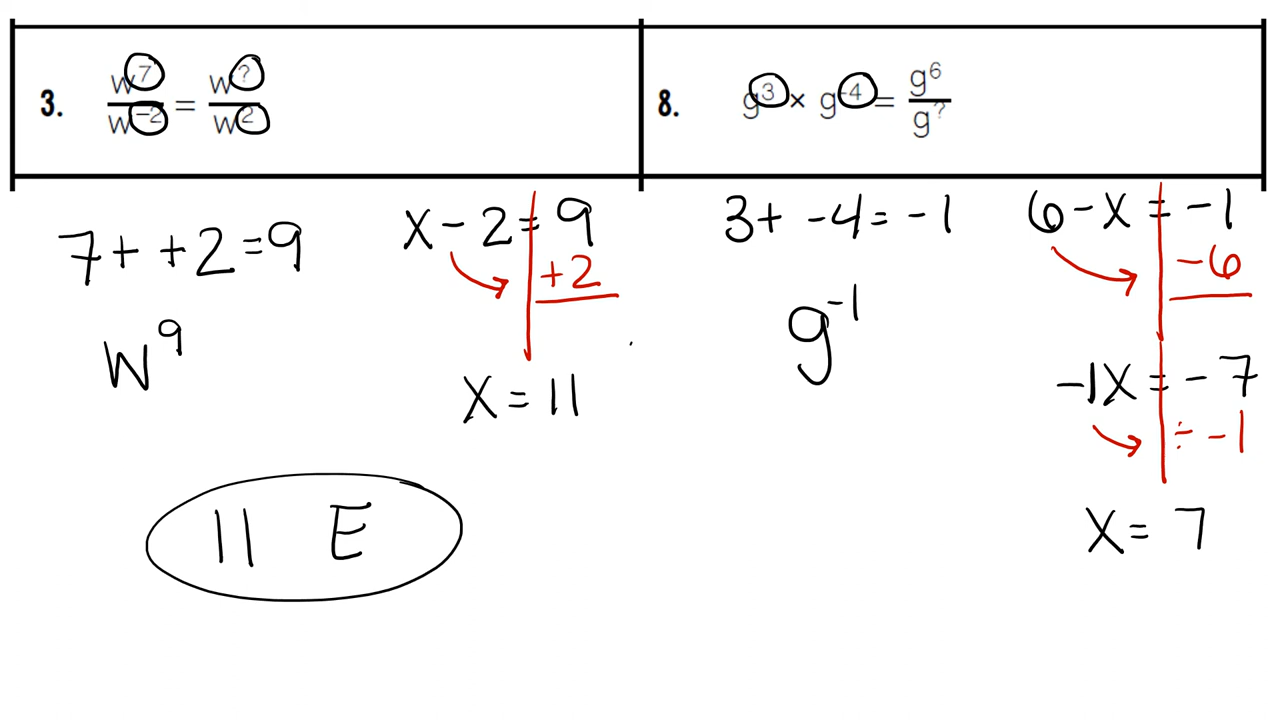 3. w^7/w^-2 = w^?/w^2
7 + +2 = 9
w^9
x - 2 = 9
+2
x = 11
11 E
8. g^3 × g^-4 = g^6/g^?
3 + -4 = -1
g^-1
6 - x = -1
-6
-1x = -7
÷ -1
x = 7